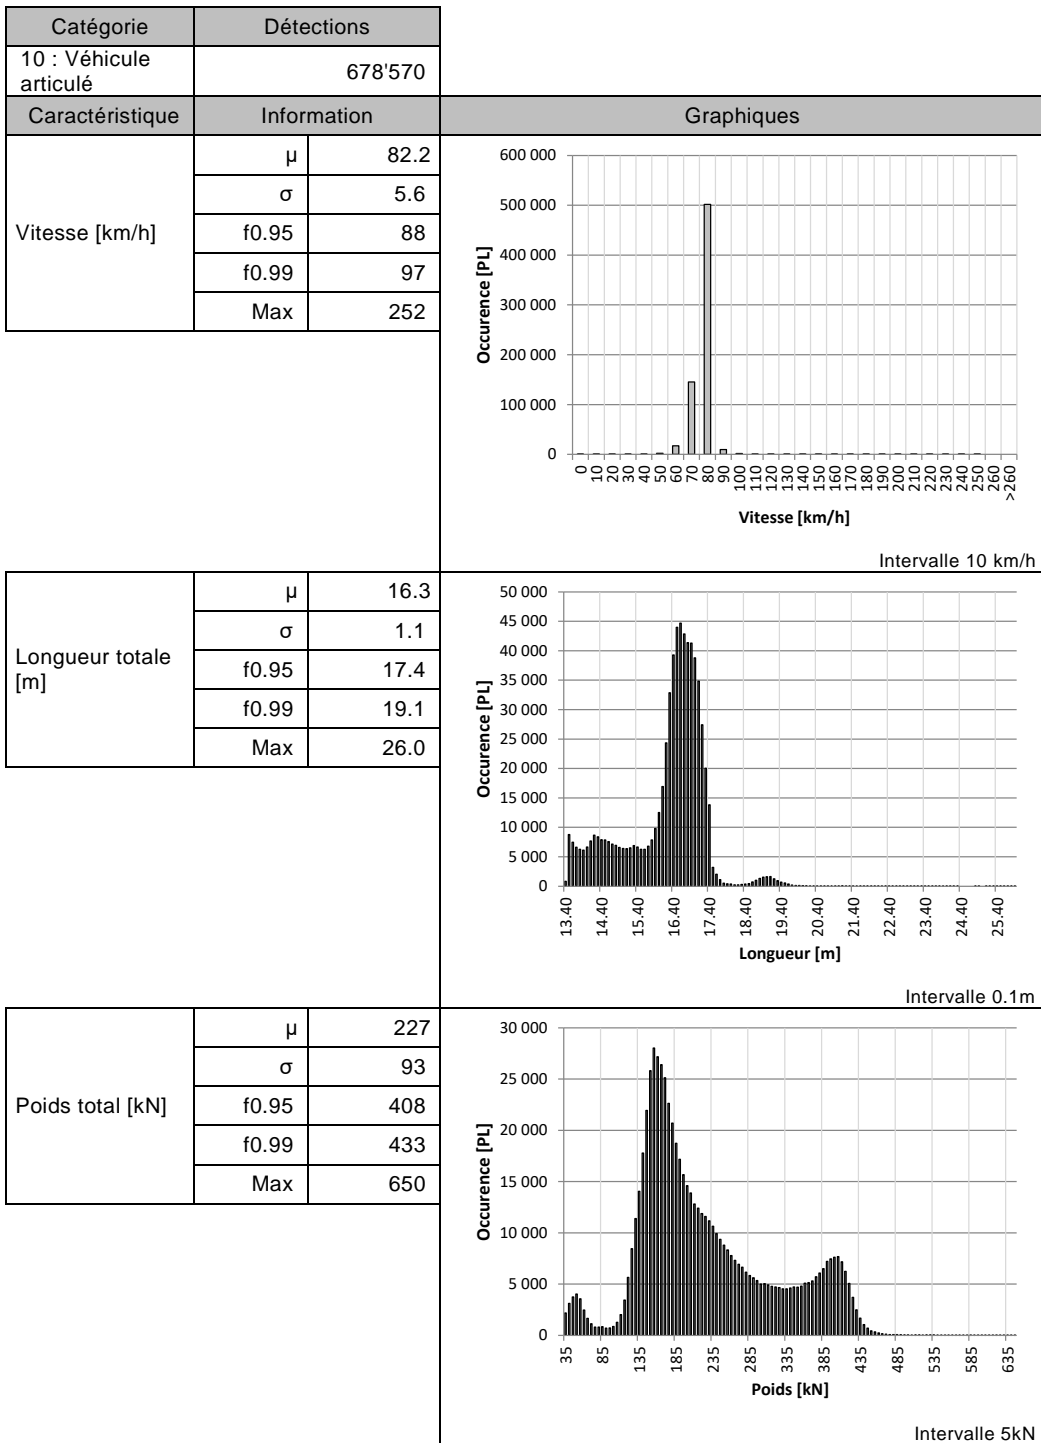 Catégorie Détections
10 : Véhicule
articulé
678'570
Caractéristique Information Graphiques
Vitesse [km/h]
µ 82.2
σ 5.6
f0.95 88
f0.99 97
Max 252
600 000
500 000
400 000
300 000
200 000
100 000
0
Occurence [PL]
0 10 20 30 40 50 60 70 80 90 100 110 120 130 140 150 160 170 180 190 200 210 220 230 240 250 260 >260
Vitesse [km/h]
Intervalle 10 km/h
Longueur totale
[m]
µ 16.3
σ 1.1
f0.95 17.4
f0.99 19.1
Max 26.0
50 000
45 000
40 000
35 000
30 000
25 000
20 000
15 000
10 000
5 000
0
Occurence [PL]
13.40 14.40 15.40 16.40 17.40 18.40 19.40 20.40 21.40 22.40 23.40 24.40 25.40
Longueur [m]
Intervalle 0.1m
Poids total [kN]
µ 227
σ 93
f0.95 408
f0.99 433
Max 650
30 000
25 000
20 000
15 000
10 000
5 000
0
Occurence [PL]
35 85 135 185 235 285 335 385 435 485 535 585 635
Poids [kN]
Intervalle 5kN